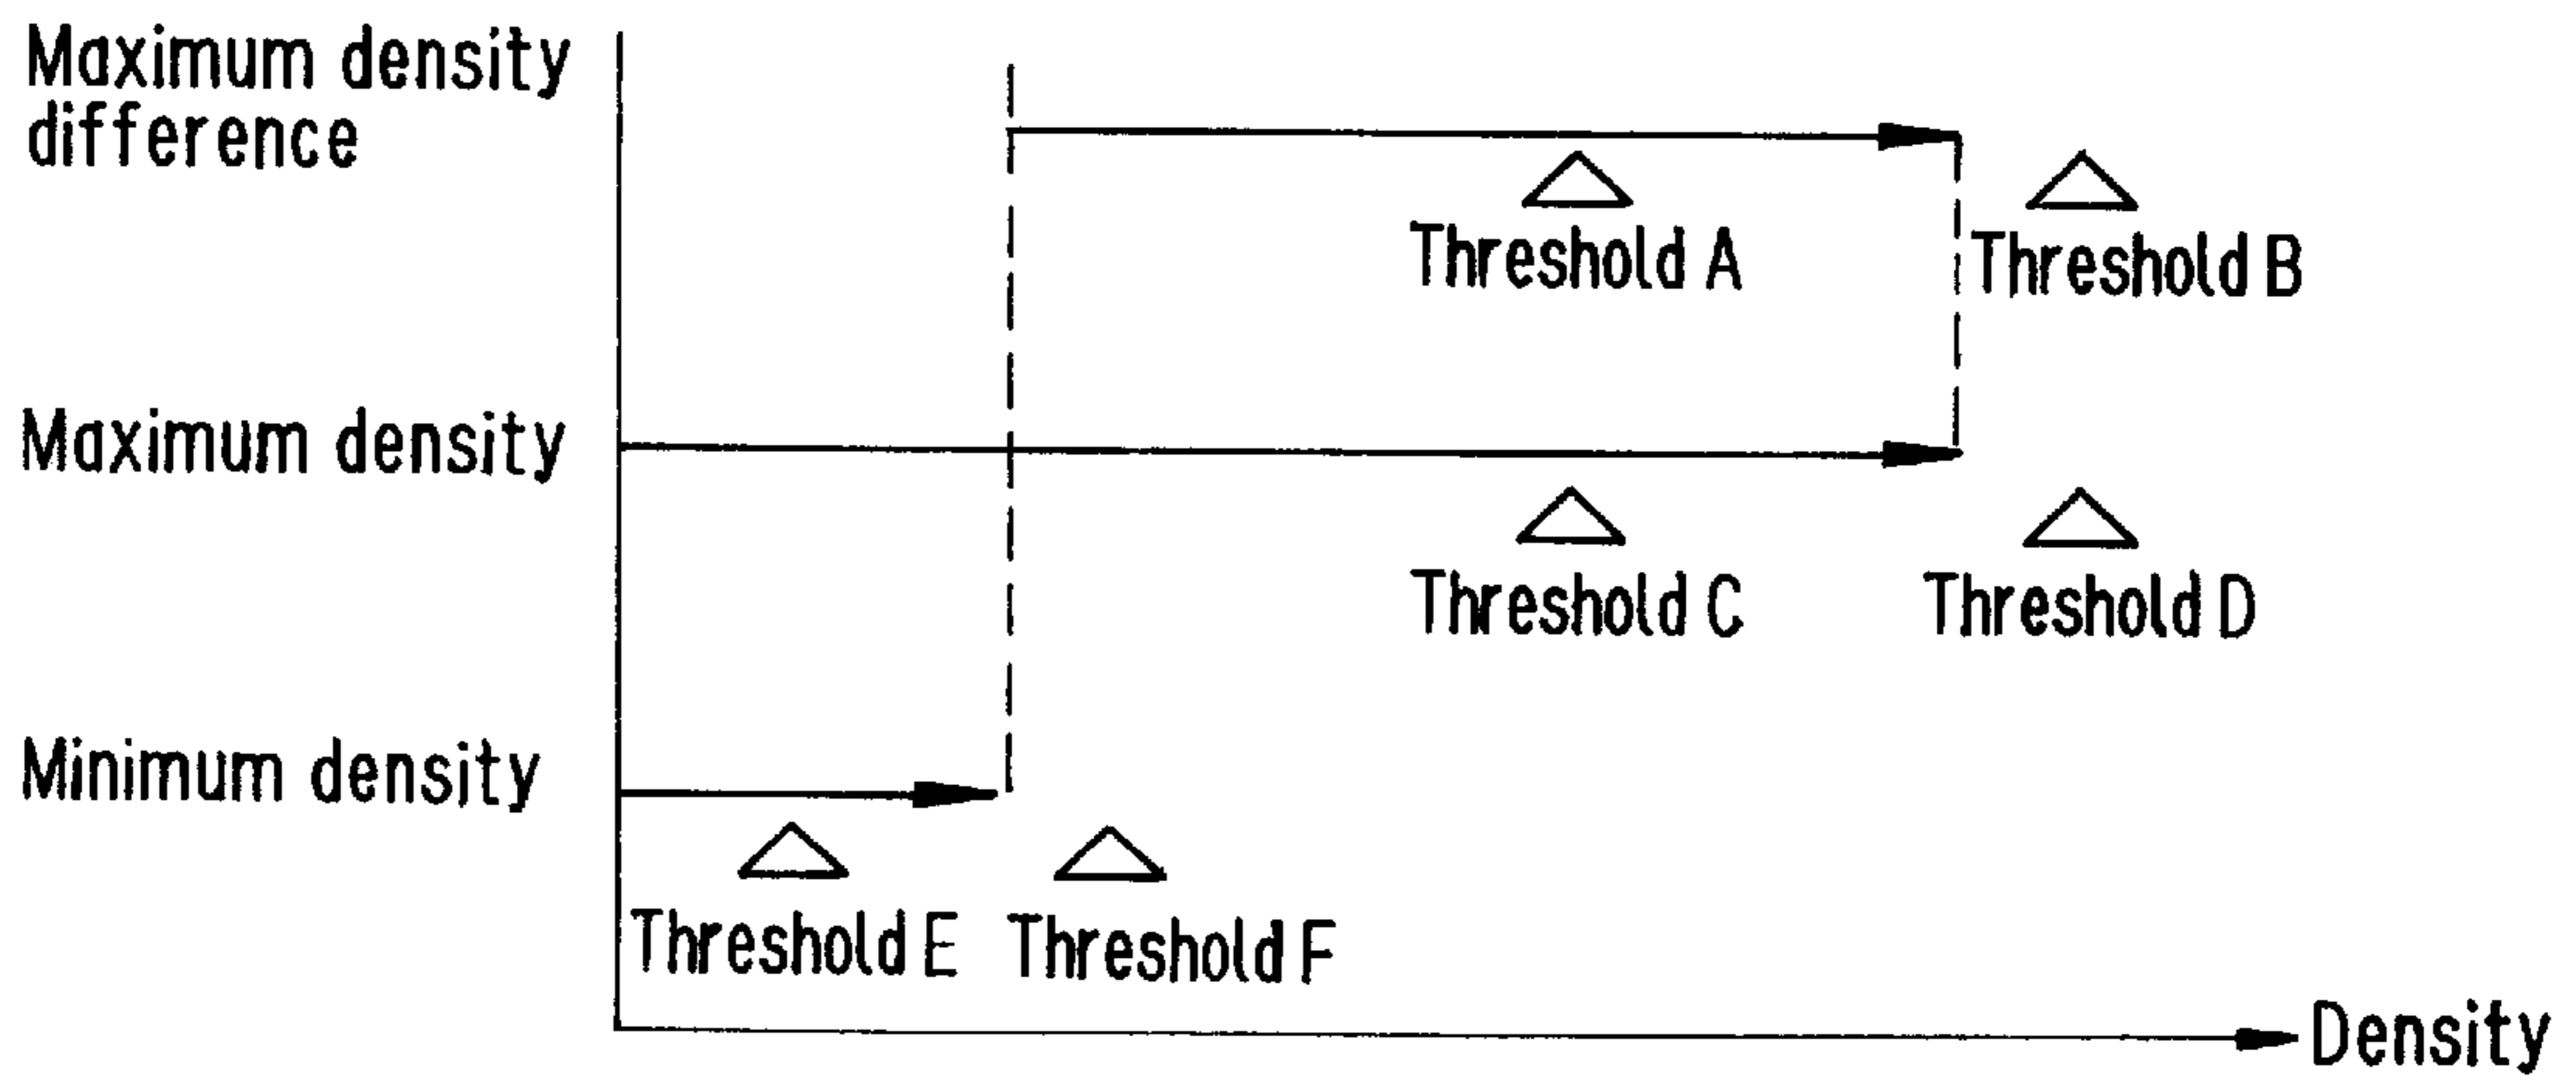 Maximum density
difference
Threshold A
Threshold B
Maximum density
Threshold C
Threshold D
Minimum density
Threshold E
Threshold F
Density